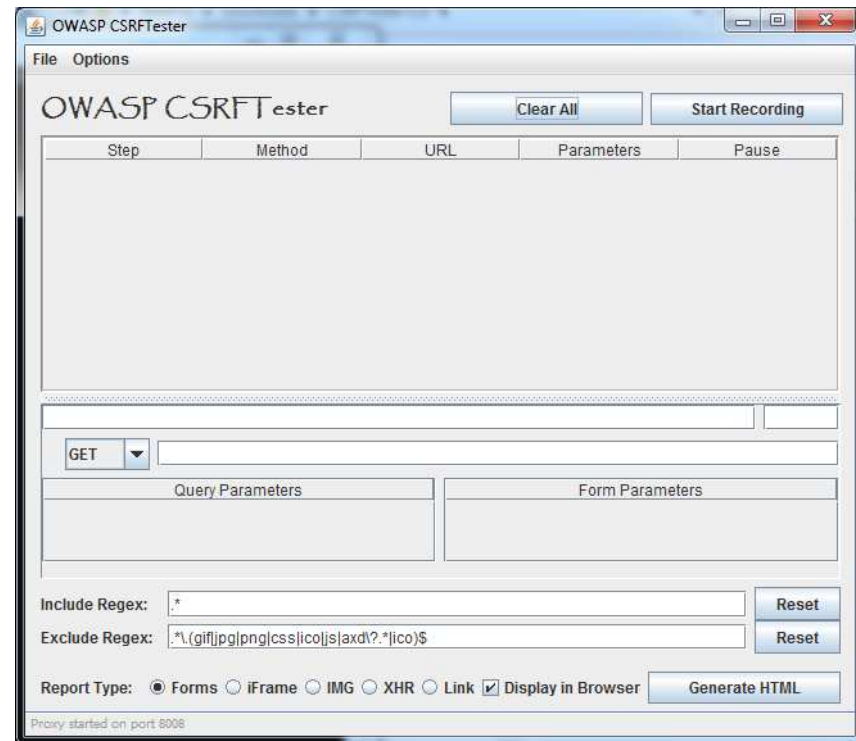 OWASP CSRFTester
File Options
OWASP CSRFTester
Clear All
Start Recording
Step Method URL Parameters Pause
GET
Query Parameters
Form Parameters
Include Regex: .*
Reset
Exclude Regex: .*\.(gif|jpg|png|css|ico|js|axd\?.*|ico)$
Reset
Report Type: Forms iFrame IMG XHR Link Display in Browser
Generate HTML
Proxy started on port 8008